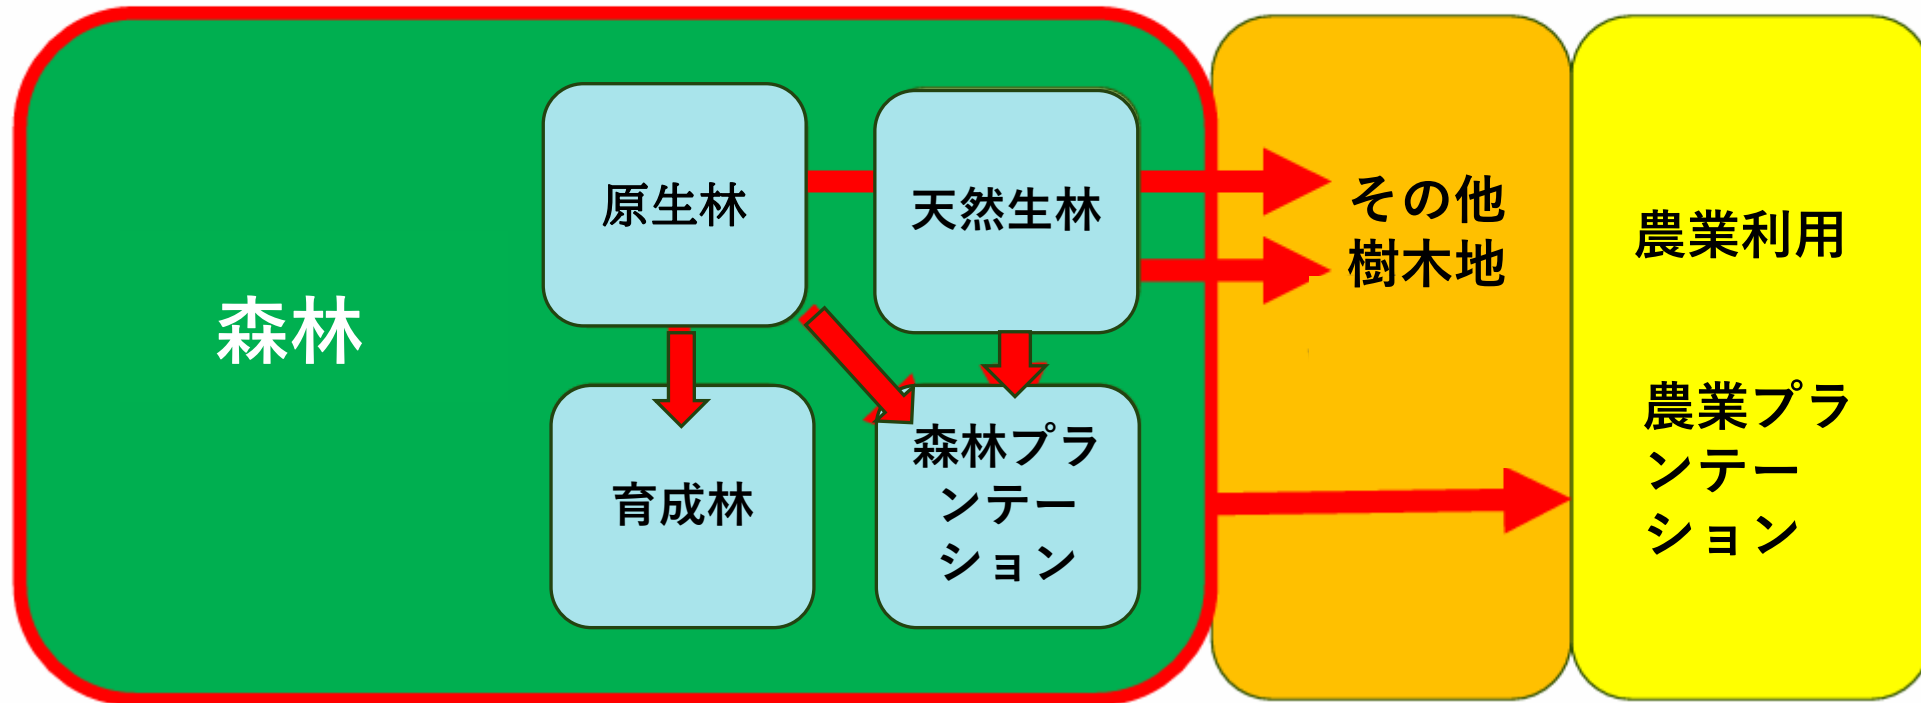 森林
原生林
天然生林
育成林
森林プラ
ンテー
ション
その他
樹木地
農業利用
農業プラ
ンテー
ション